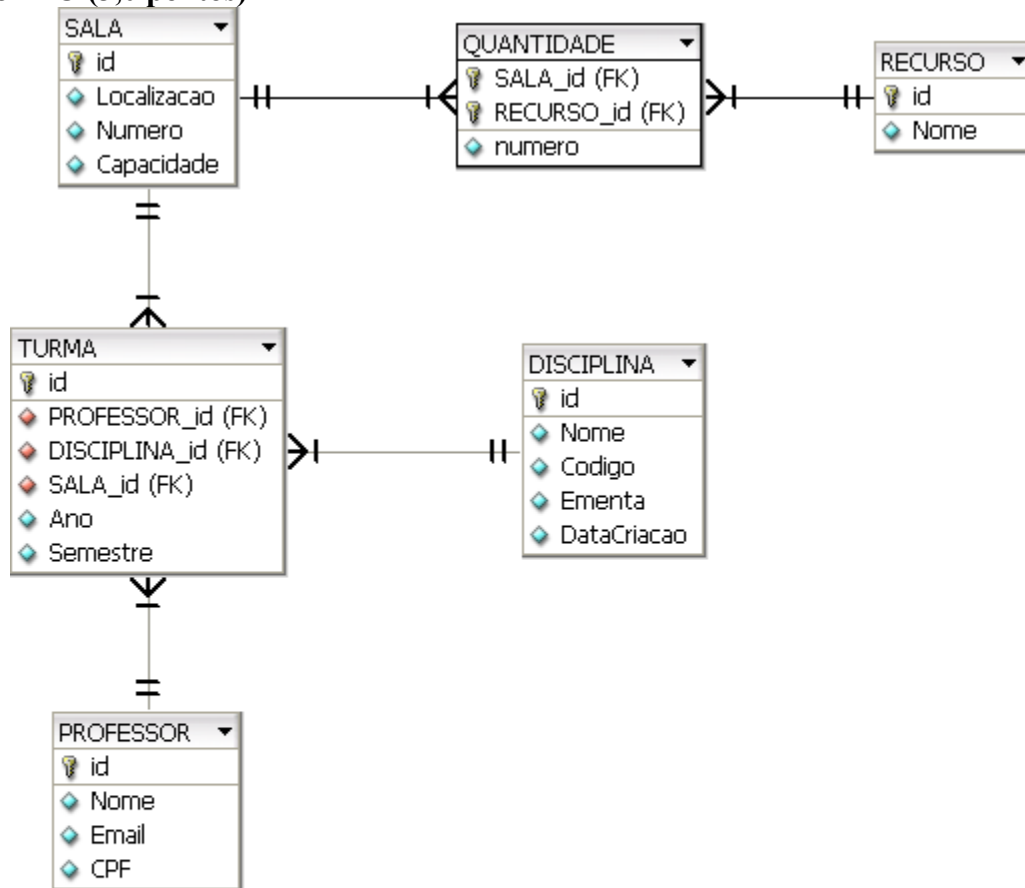 SALA
id
Localizacao
Numero
Capacidade
QUANTIDADE
SALA_id (FK)
RECURSO_id (FK)
numero
RECURSO
id
Nome
TURMA
id
PROFESSOR_id (FK)
DISCIPLINA_id (FK)
SALA_id (FK)
Ano
Semestre
DISCIPLINA
id
Nome
Codigo
Ementa
DataCriacao
PROFESSOR
id
Nome
Email
CPF